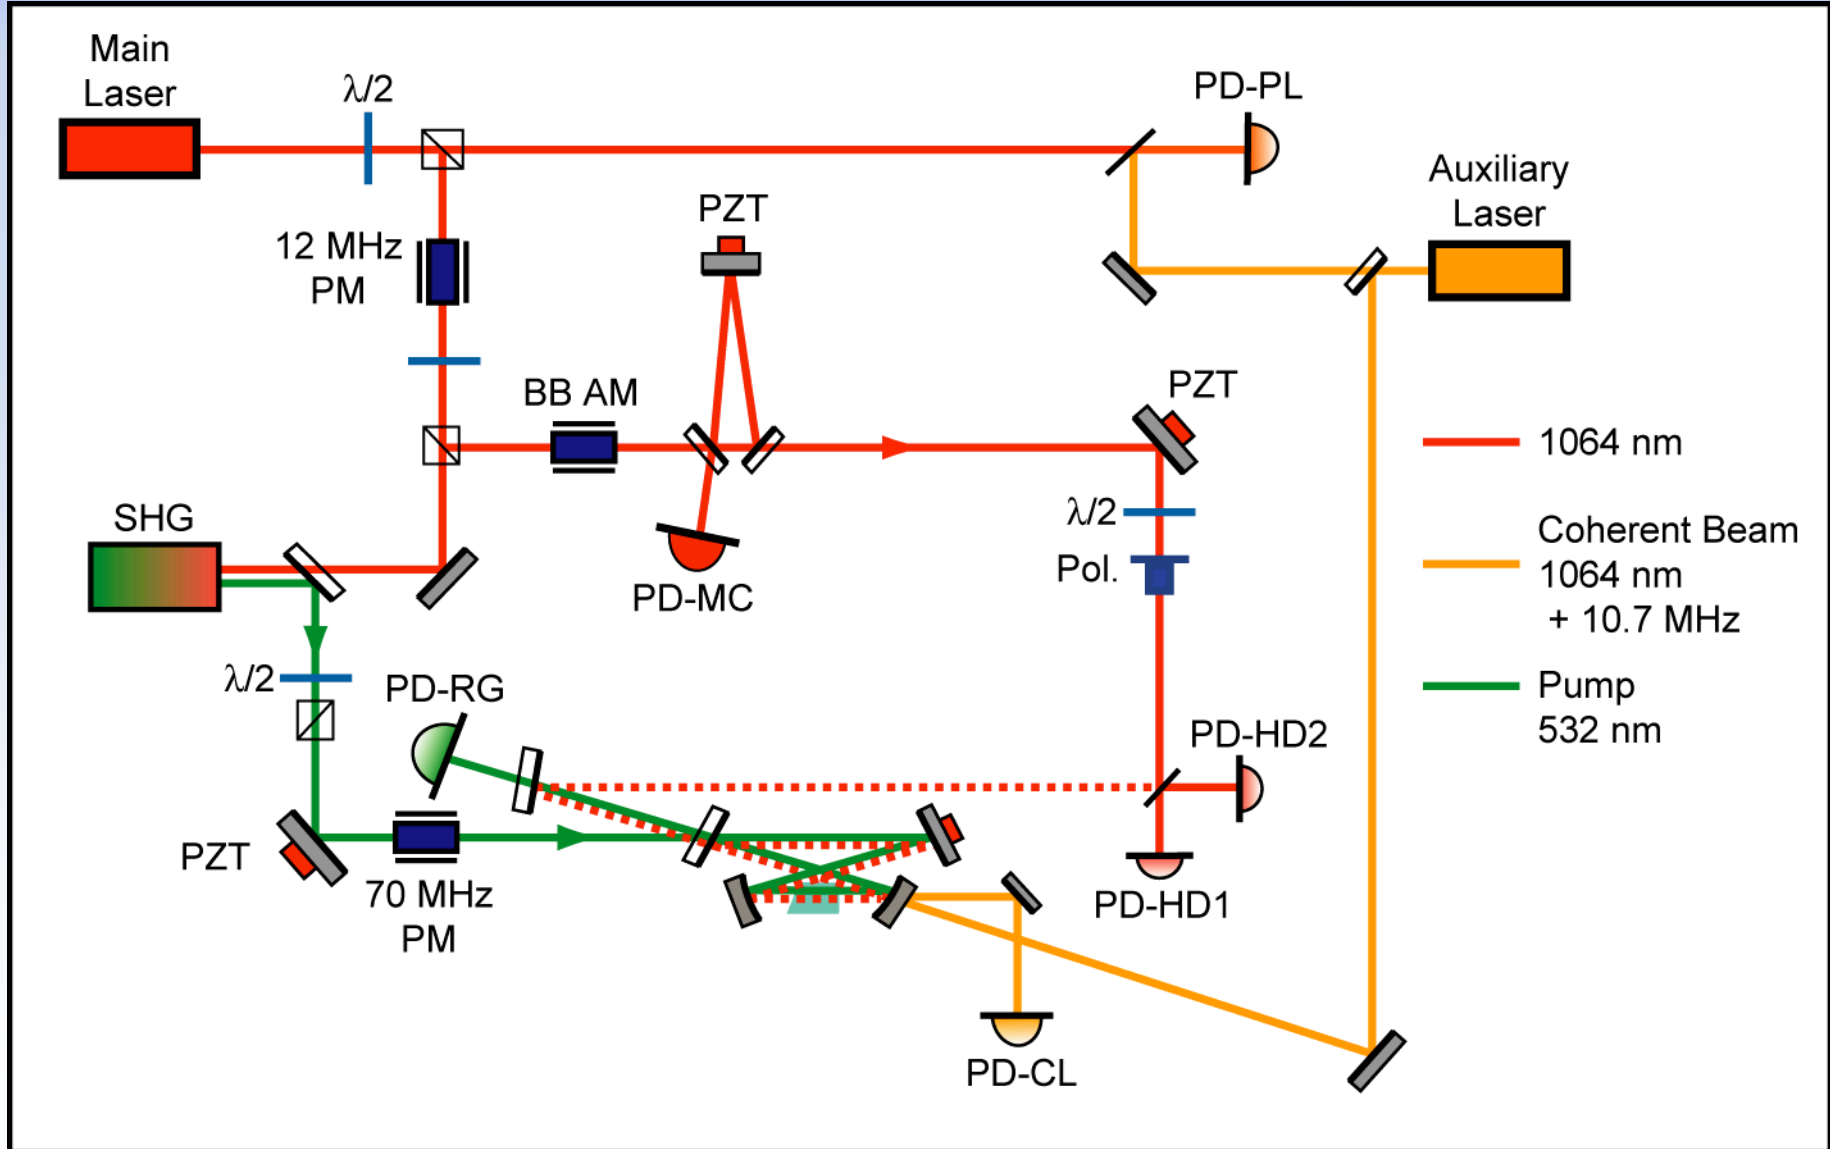 Main
Laser
λ/2
PD-PL
Auxiliary
Laser
PZT
12 MHz
PM
BB AM
PZT
1064 nm
λ/2
SHG
Pol.
PD-MC
Coherent Beam
1064 nm
+ 10.7 MHz
λ/2
PD-RG
Pump
532 nm
PD-HD2
PZT
70 MHz
PM
PD-HD1
PD-CL